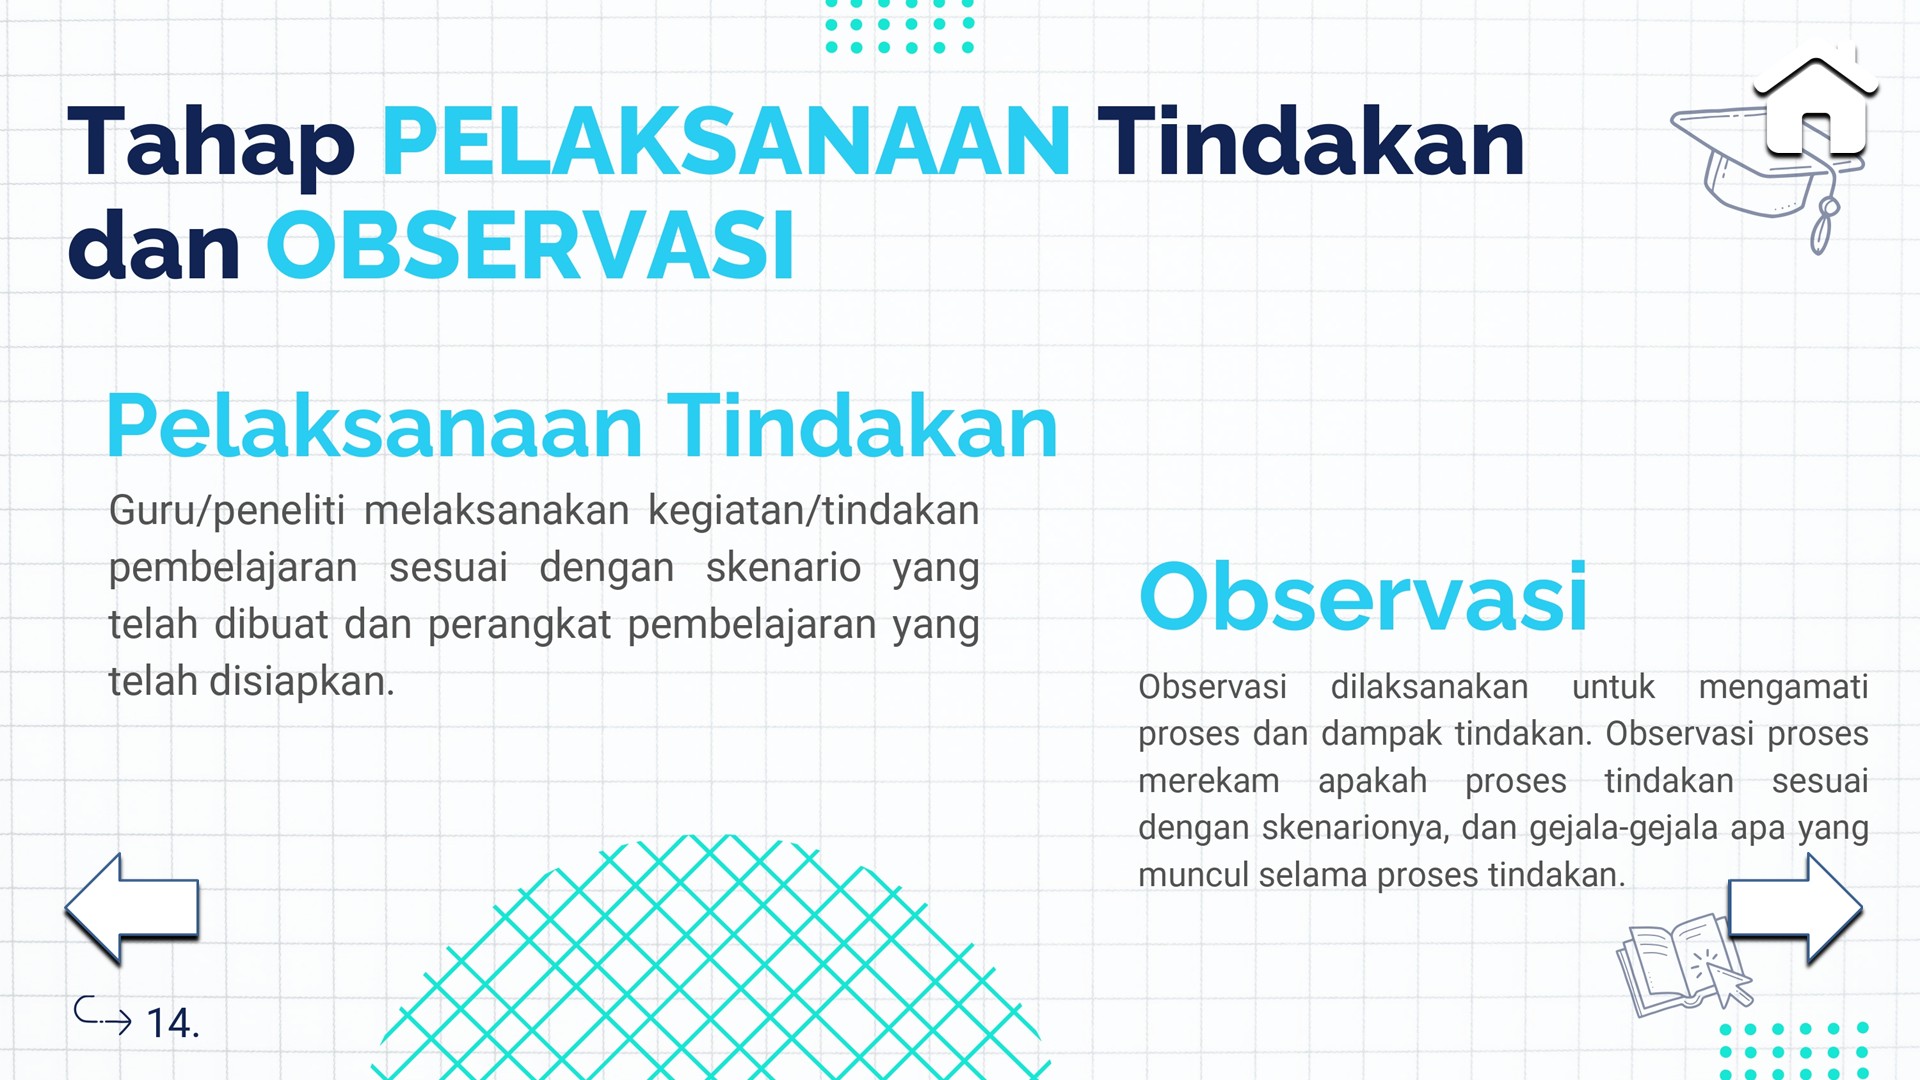 Tahap PELAKSANAAN Tindakan
dan OBSERVASI
Pelaksanaan Tindakan
Guru/peneliti melaksanakan kegiatan/tindakan
pembelajaran sesuai dengan skenario yang
telah dibuat dan perangkat pembelajaran yang
telah disiapkan.
Observasi
Observasi dilaksanakan untuk mengamati
proses dan dampak tindakan. Observasi proses
merekam apakah proses tindakan sesuai
dengan skenarionya, dan gejala-gejala apa yang
muncul selama proses tindakan.
14.